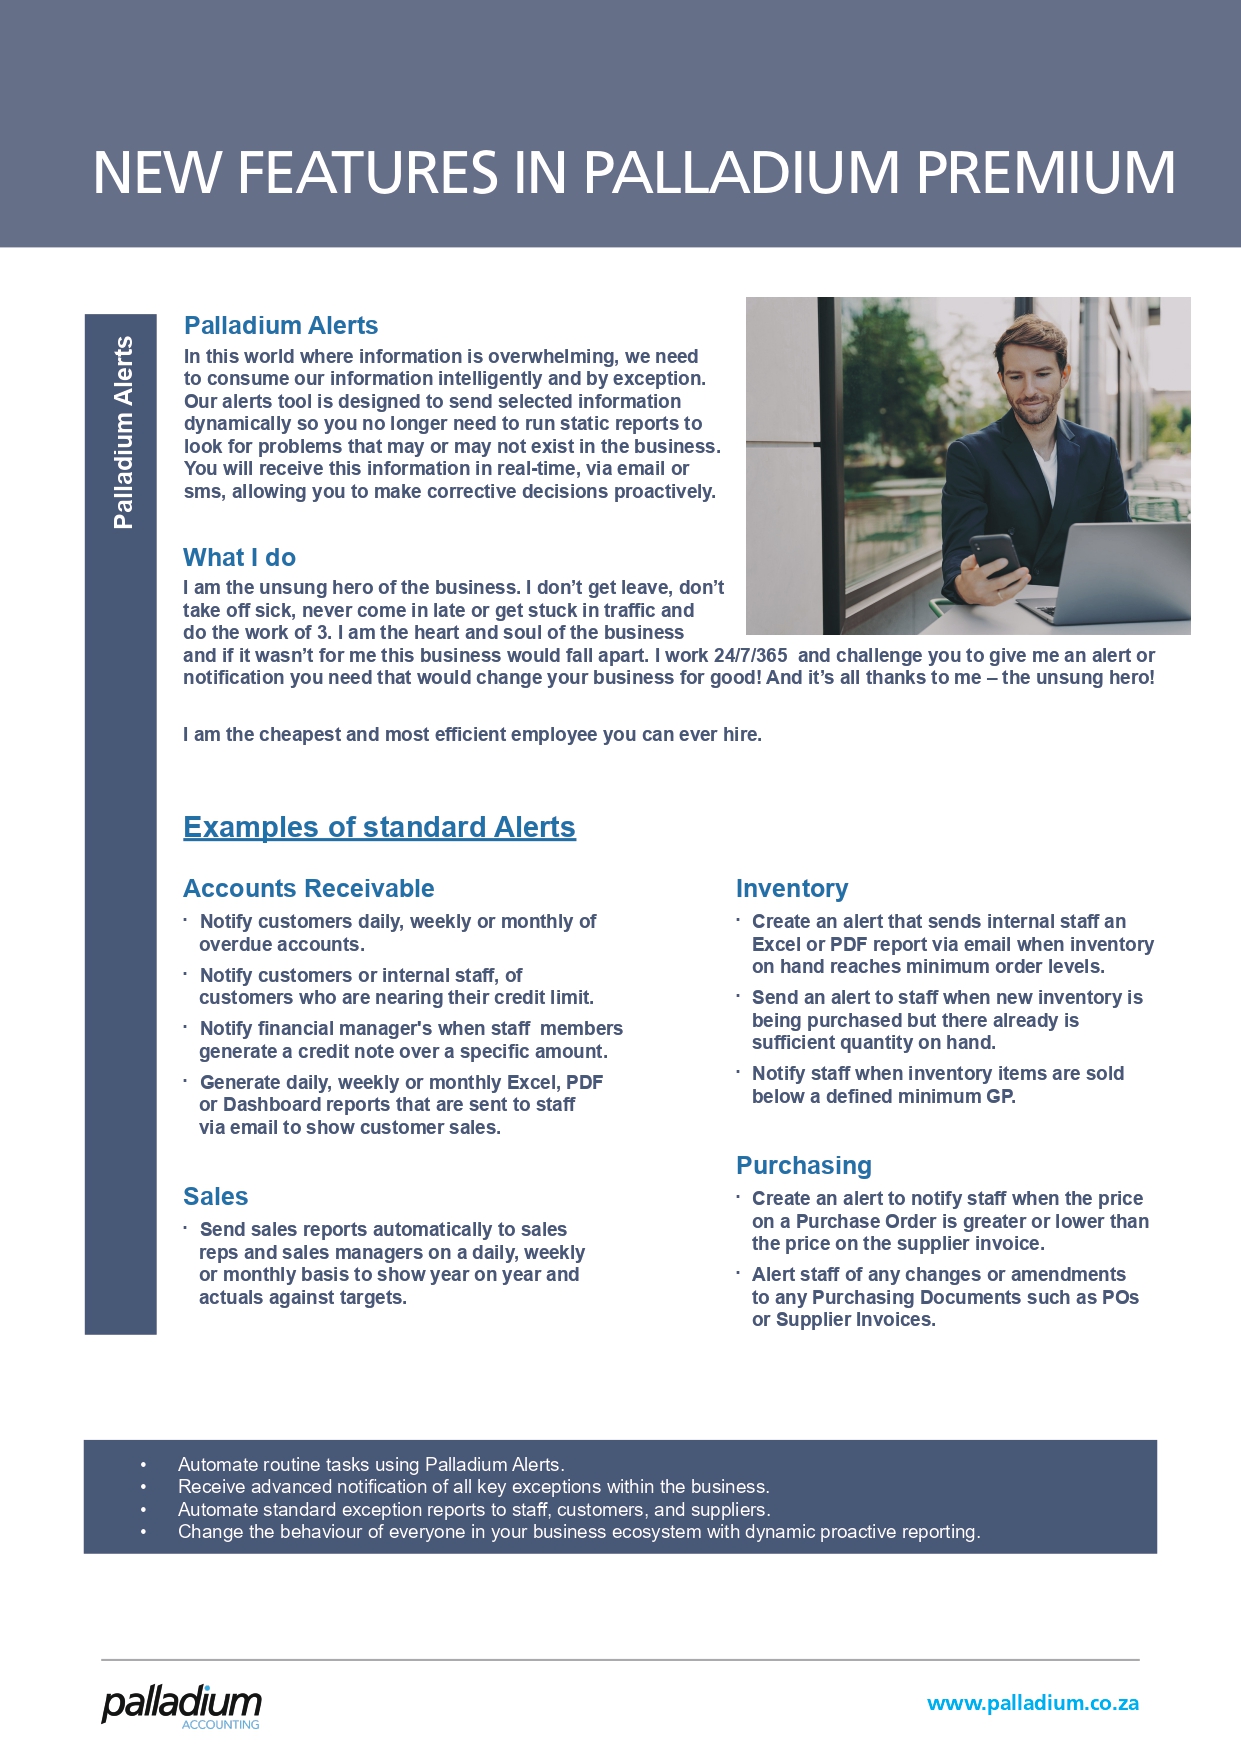 NEW FEATURES IN PALLADIUM PREMIUM
Palladium Alerts
Palladium Alerts
In this world where information is overwhelming, we need
to consume our information intelligently and by exception.
Our alerts tool is designed to send selected information
dynamically so you no longer need to run static reports to
look for problems that may or may not exist in the business.
You will receive this information in real-time, via email or
sms, allowing you to make corrective decisions proactively.
What I do
I am the unsung hero of the business. I don’t get leave, don’t
take off sick, never come in late or get stuck in traffic and
do the work of 3. I am the heart and soul of the business
and if it wasn’t for me this business would fall apart. I work 24/7/365  and challenge you to give me an alert or
notification you need that would change your business for good! And it’s all thanks to me – the unsung hero!
I am the cheapest and most efficient employee you can ever hire.
Examples of standard Alerts
Accounts Receivable
· Notify customers daily, weekly or monthly of
overdue accounts.
· Notify customers or internal staff, of
customers who are nearing their credit limit.
· Notify financial manager's when staff  members
generate a credit note over a specific amount.
· Generate daily, weekly or monthly Excel, PDF
or Dashboard reports that are sent to staff
via email to show customer sales.
Sales
· Send sales reports automatically to sales
reps and sales managers on a daily, weekly
or monthly basis to show year on year and
actuals against targets.
Inventory
· Create an alert that sends internal staff an
Excel or PDF report via email when inventory
on hand reaches minimum order levels.
· Send an alert to staff when new inventory is
being purchased but there already is
sufficient quantity on hand.
· Notify staff when inventory items are sold
below a defined minimum GP.
Purchasing
· Create an alert to notify staff when the price
on a Purchase Order is greater or lower than
the price on the supplier invoice.
· Alert staff of any changes or amendments
to any Purchasing Documents such as POs
or Supplier Invoices.
• Automate routine tasks using Palladium Alerts.
• Receive advanced notification of all key exceptions within the business.
• Automate standard exception reports to staff, customers, and suppliers.
• Change the behaviour of everyone in your business ecosystem with dynamic proactive reporting.
palladium
ACCOUNTING
www.palladium.co.za